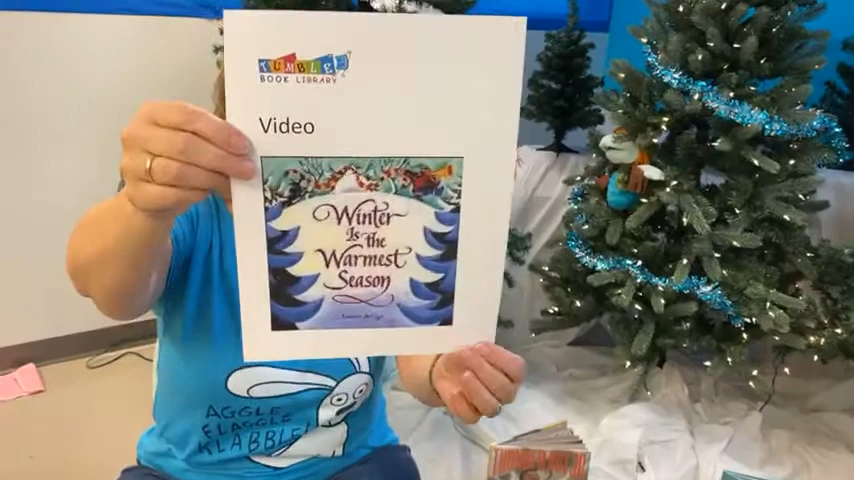 TUMBLE
BOOK LIBRARY
Video
Winter
Is the
Warmest
Season
AGGLE
FLAGGLE
KLABBLE!